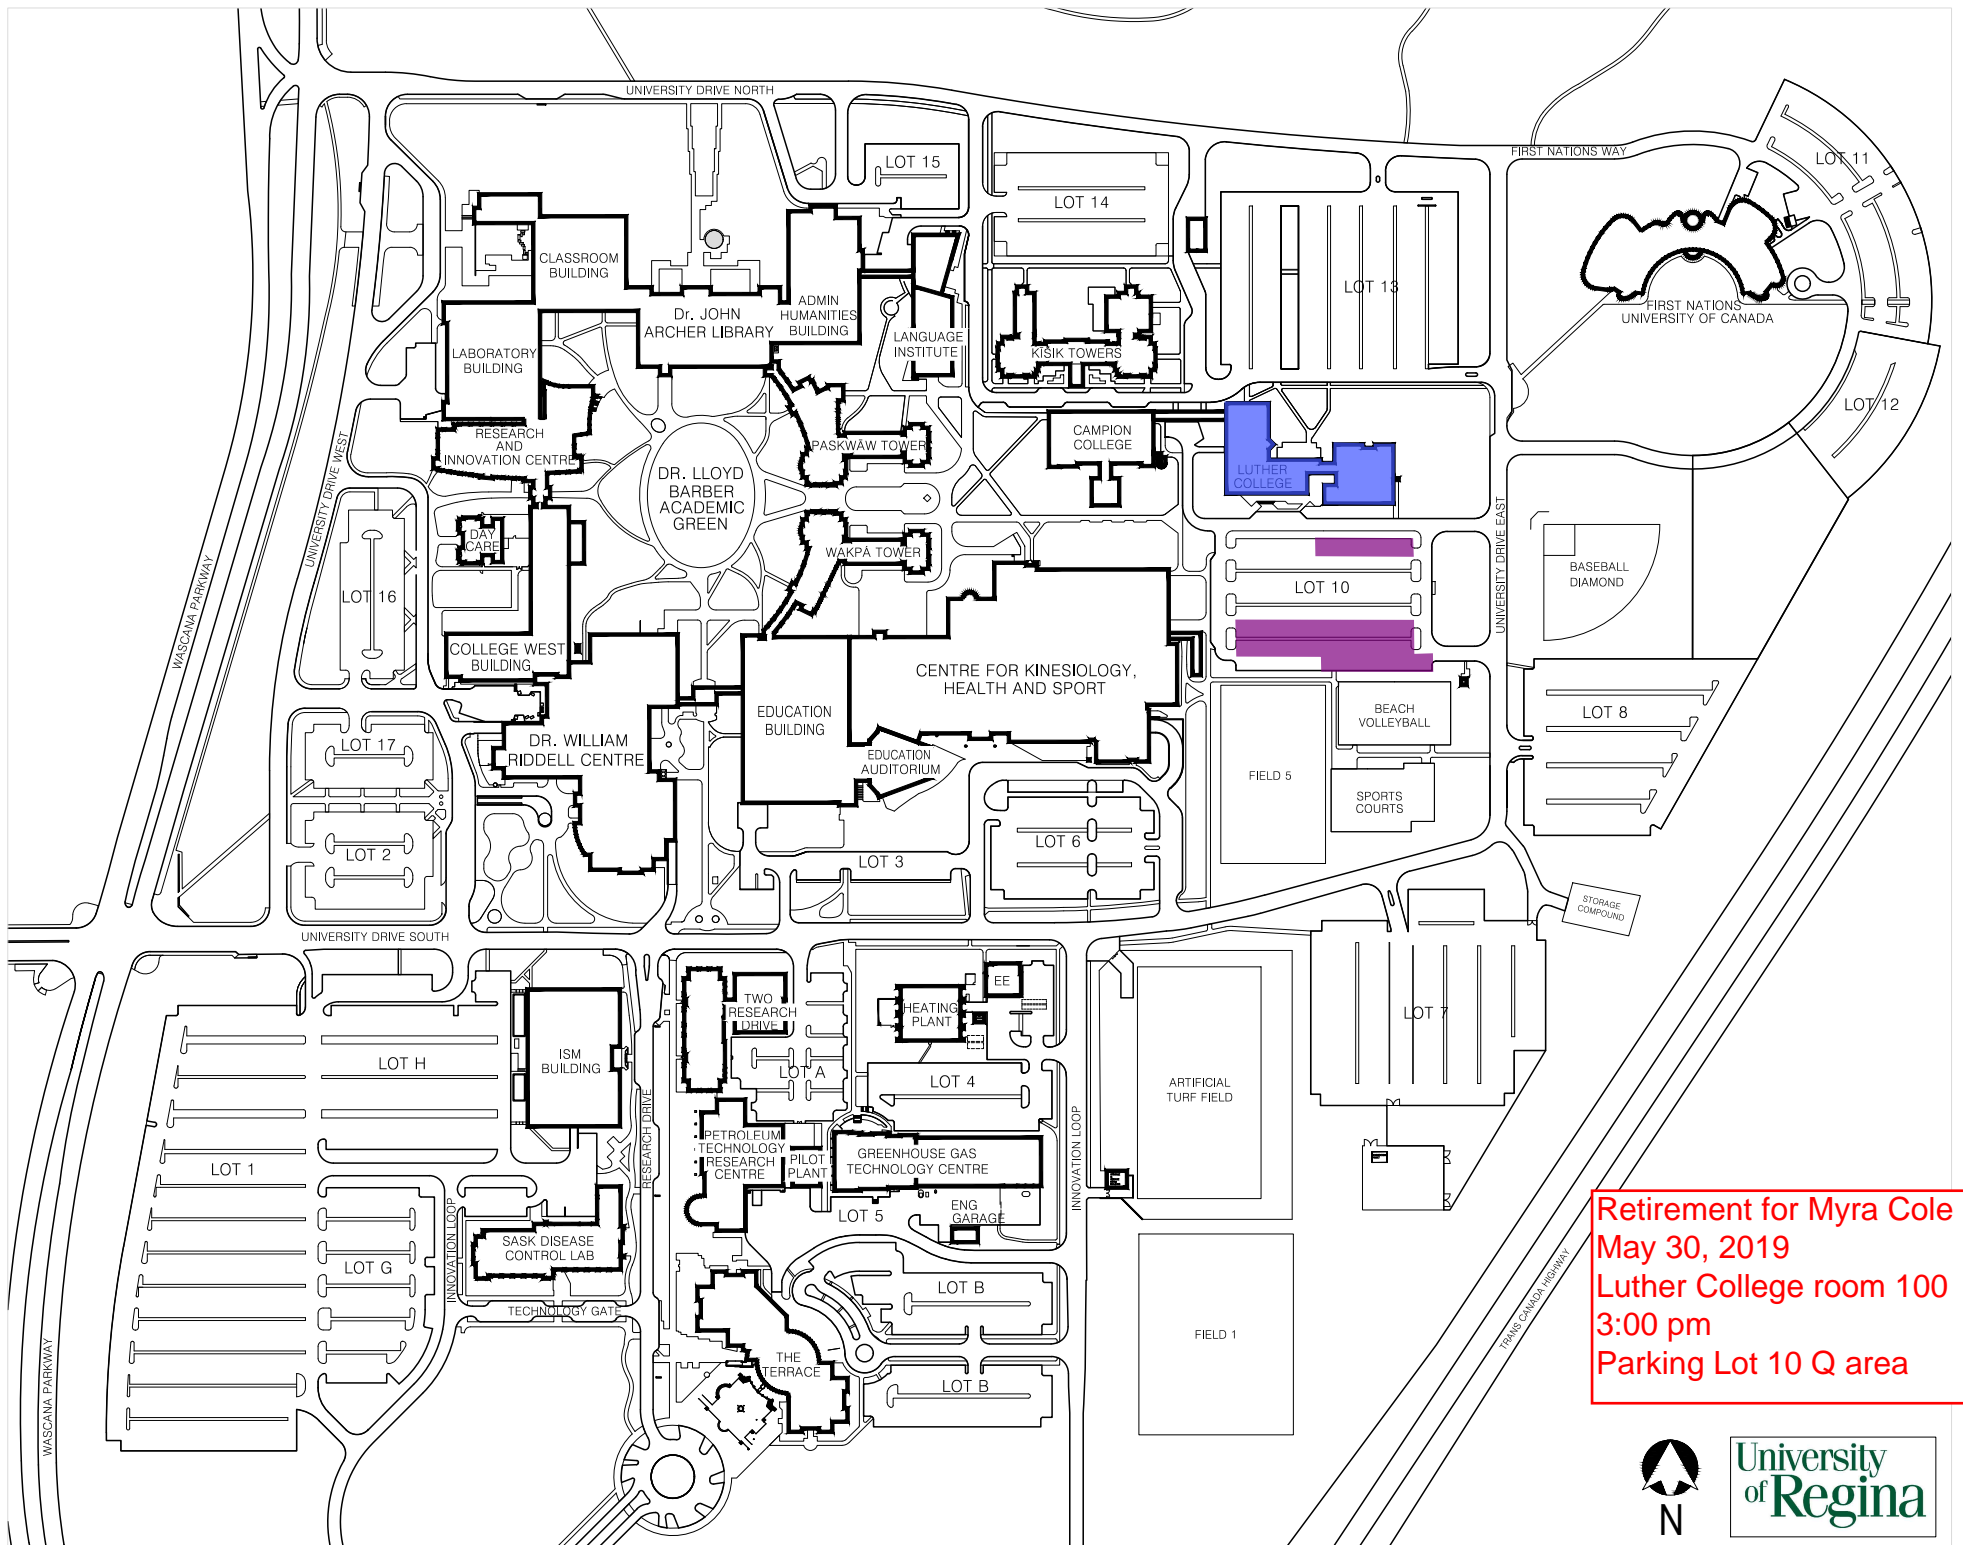 UNIVERSITY DRIVE NORTH
FIRST NATIONS WAY
LOT 11
LOT 15
LOT 14
CLASSROOM
BUILDING
ADMIN
HUMANITIES
BUILDING
Dr. JOHN
ARCHER LIBRARY
LOT 13
FIRST NATIONS
UNIVERSITY OF CANADA
LANGUAGE
INSTITUTE
KĪŠIK TOWERS
LABORATORY
BUILDING
LOT 12
RESEARCH
AND
INNOVATION CENTRE
PASKWĀW TOWER
CAMPION
COLLEGE
LUTHER
COLLEGE
DR. LLOYD
BARBER
ACADEMIC
GREEN
UNIVERSITY DRIVE WEST
UNIVERSITY DRIVE EAST
DAY
CARE
WAKPĀ TOWER
BASEBALL
DIAMOND
LOT 10
LOT 16
WASCANA PARKWAY
COLLEGE WEST
BUILDING
CENTRE FOR KINESIOLOGY,
HEALTH AND SPORT
EDUCATION
BUILDING
BEACH
VOLLEYBALL
LOT 8
LOT 17
DR. WILLIAM
RIDDELL CENTRE
EDUCATION
AUDITORIUM
FIELD 5
SPORTS
COURTS
LOT 2
LOT 3
LOT 6
STORAGE
COMPOUND
UNIVERSITY DRIVE SOUTH
TWO
RESEARCH
DRIVE
EE
HEATING
PLANT
LOT 7
LOT H
ISM
BUILDING
LOT A
LOT 4
ARTIFICIAL
TURF FIELD
RESEARCH DRIVE
INNOVATION LOOP
PETROLEUM
TECHNOLOGY
RESEARCH
CENTRE
PILOT
PLANT
GREENHOUSE GAS
TECHNOLOGY CENTRE
LOT 1
LOT 5
ENG
GARAGE
INNOVATION LOOP
SASK DISEASE
CONTROL LAB
LOT G
TECHNOLOGY GATE
LOT B
FIELD 1
TRANS CANADA HIGHWAY
THE
TERRACE
LOT B
WASCANA PARKWAY
Retirement for Myra Cole
May 30, 2019
Luther College room 100
3:00 pm
Parking Lot 10 Q area
N
University
of Regina